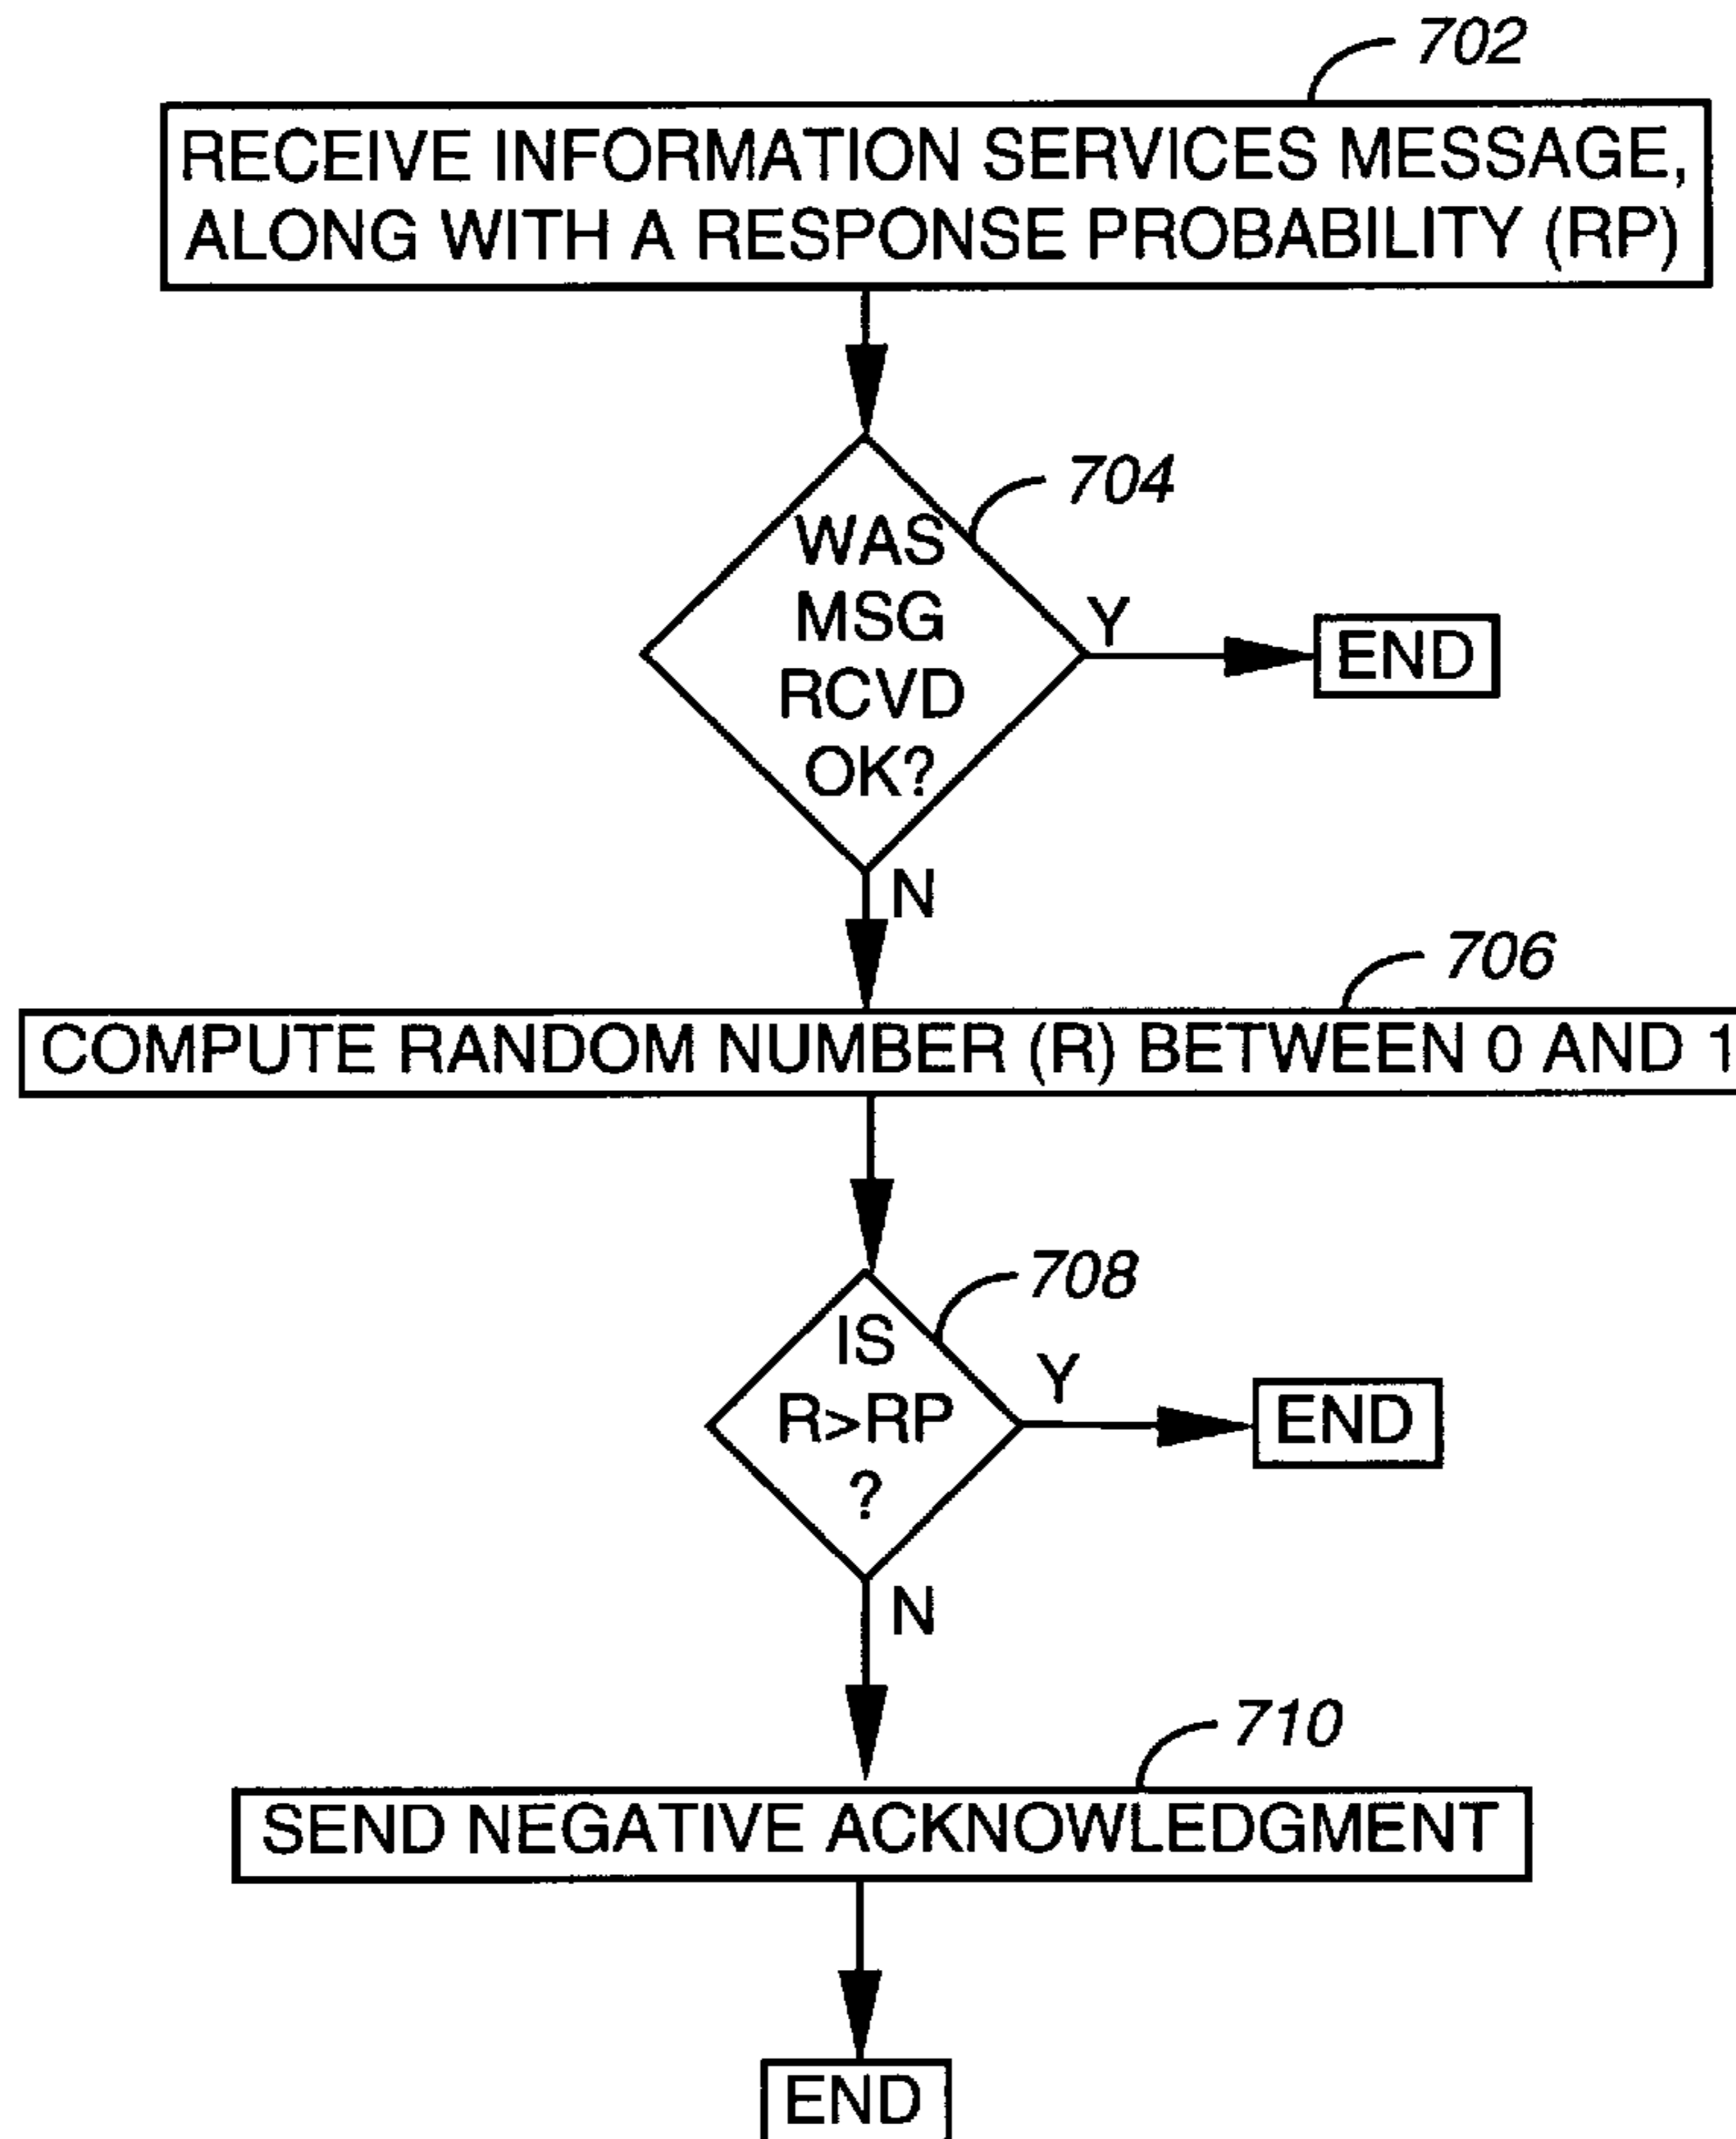 702
RECEIVE INFORMATION SERVICES MESSAGE,
ALONG WITH A RESPONSE PROBABILITY (RP)
704
WAS
MSG
RCVD
OK?
Y
END
N
706
COMPUTE RANDOM NUMBER (R) BETWEEN 0 AND 1
708
IS
R>RP
?
Y
END
N
710
SEND NEGATIVE ACKNOWLEDGMENT
END